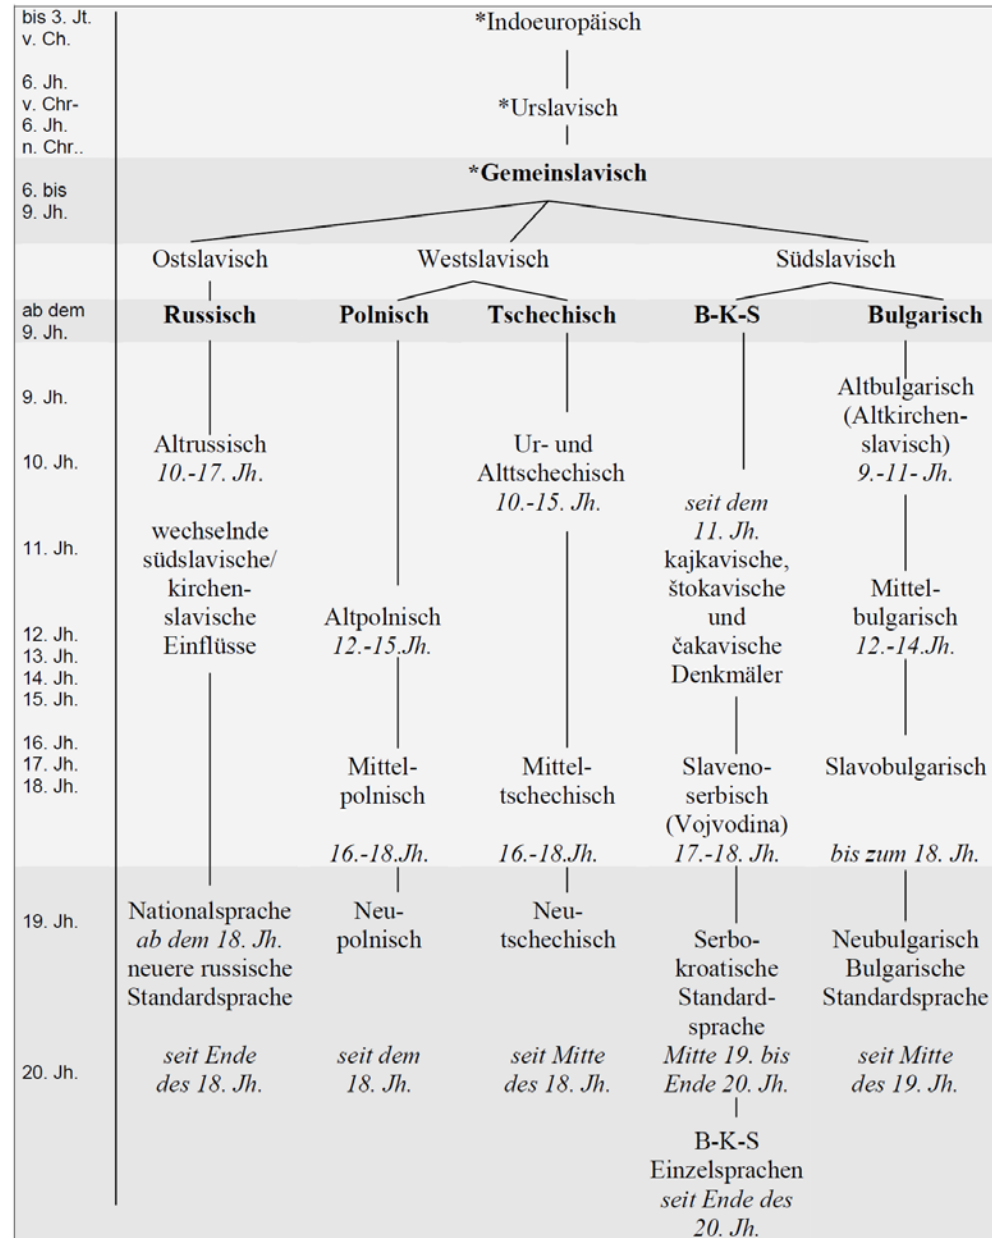 bis 3. Jt.
v. Ch.
*Indoeuropäisch
6. Jh.
v. Chr-
6. Jh.
n. Chr..
*Urslavisch
6. bis
9. Jh.
*Gemeinslavisch
Ostslavisch Westslavisch Südslavisch
ab dem
9. Jh.
Russisch Polnisch Tschechisch B-K-S Bulgarisch
9. Jh.
10. Jh.
11. Jh.
12. Jh.
13. Jh.
14. Jh.
15. Jh.
16. Jh.
17. Jh.
18. Jh.
19. Jh.
20. Jh.
Altrussisch
10.-17. Jh.
wechselnde
südslavische/
kirchen-
slavische
Einflüsse
Nationalsprache
ab dem 18. Jh.
neuere russische
Standardsprache
seit Ende
des 18. Jh.
Altpolnisch
12.-15.Jh.
Mittel-
polnisch
16.-18.Jh.
Neu-
polnisch
seit dem
18. Jh.
Ur- und
Alttschechisch
10.-15. Jh.
Mittel-
tschechisch
16.-18.Jh.
Neu-
tschechisch
seit Mitte
des 18. Jh.
seit dem
11. Jh.
kajkavische,
štokavische
und
čakavische
Denkmäler
Slaveno-
serbisch
(Vojvodina)
17.-18. Jh.
Serbo-
kroatische
Standard-
sprache
Mitte 19. bis
Ende 20. Jh.
B-K-S
Einzelsprachen
seit Ende des
20. Jh.
Altbulgarisch
(Altkirchen-
slavisch)
9.-11- Jh.
Mittel-
bulgarisch
12.-14.Jh.
Slavobulgarisch
bis zum 18. Jh.
Neubulgarisch
Bulgarische
Standardsprache
seit Mitte
des 19. Jh.